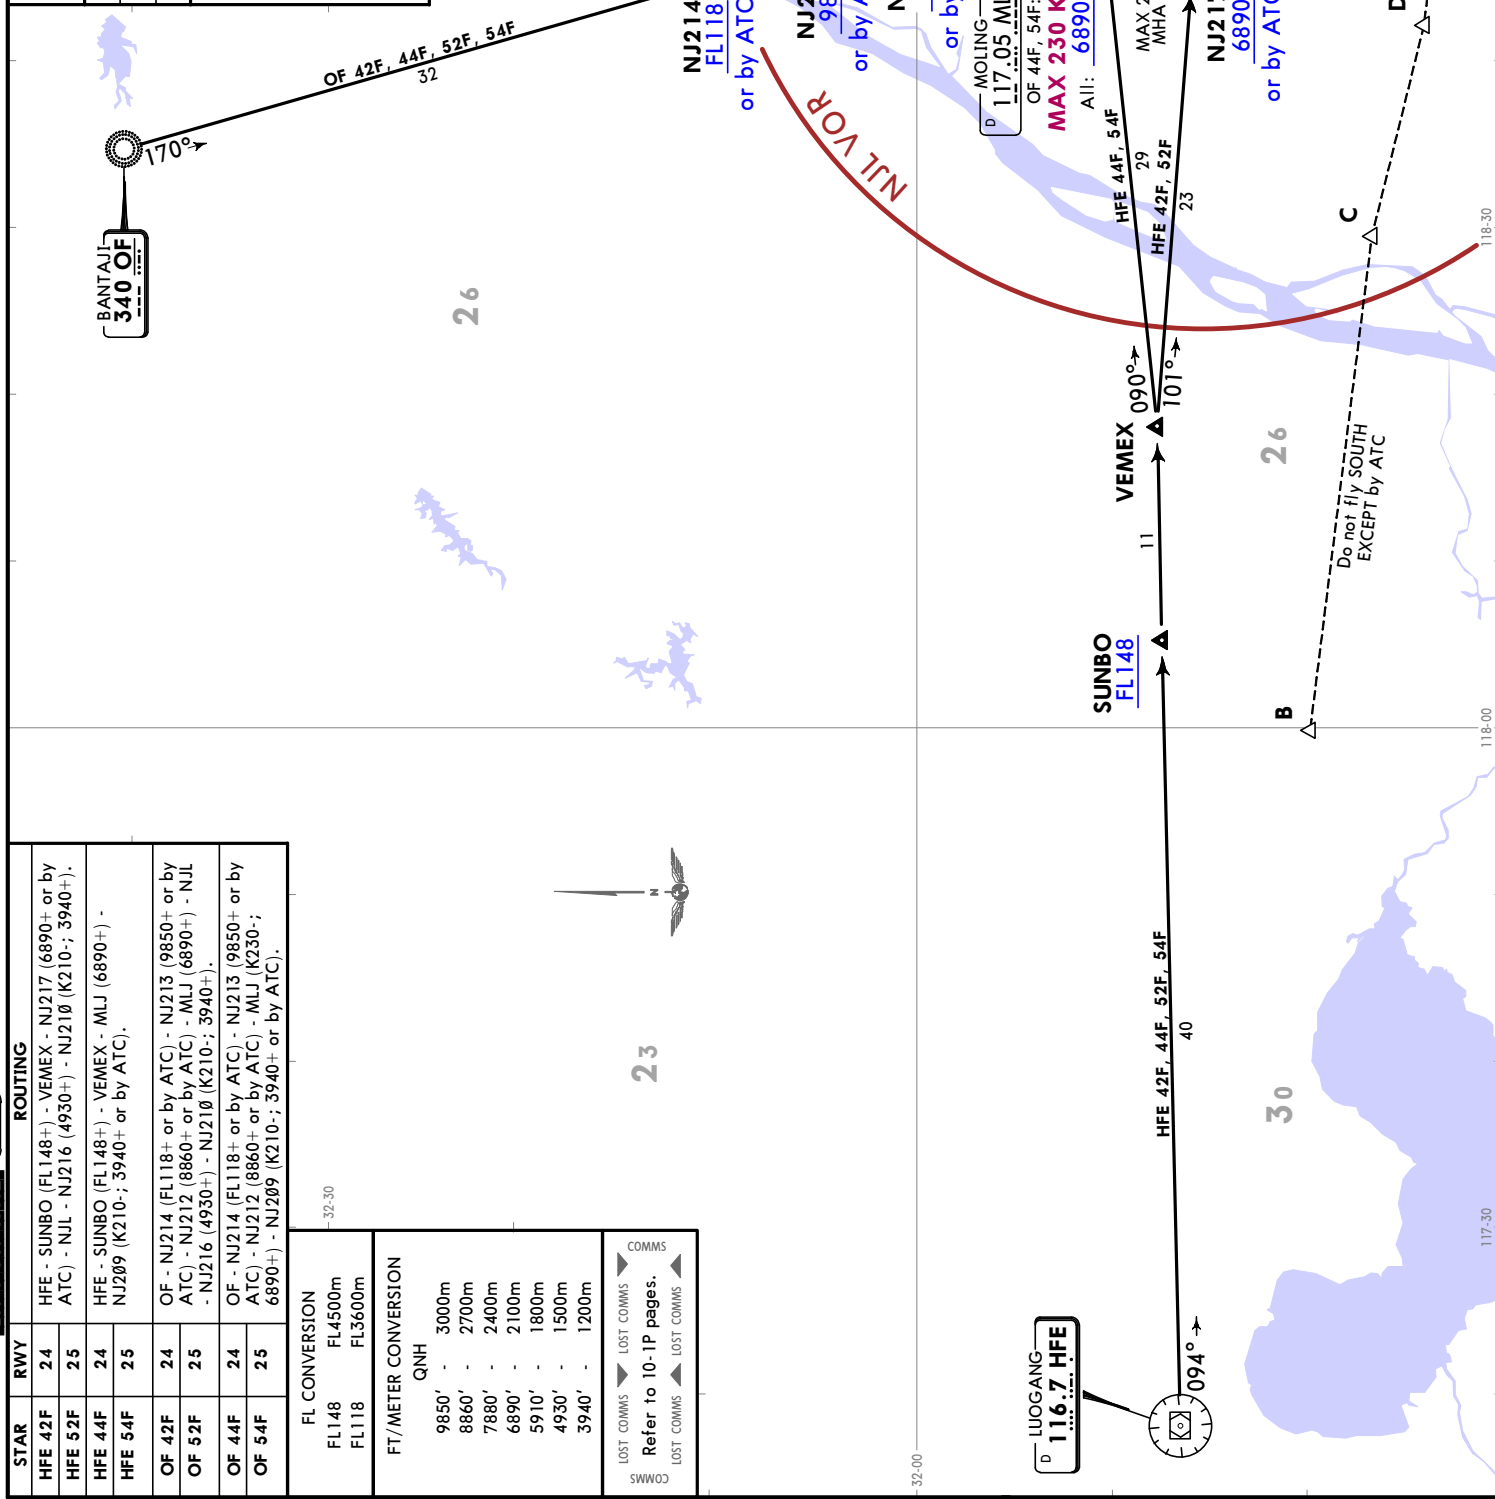 STAR RWY ROUTING
HFE 42F 24 HFE - SUNBO (FL148+) - VEMEX - NJ217 (6890+ or by
HFE 52F 25 ATC) - NJL - NJ216 (4930+) - NJ21Ø (K210-; 3940+).
HFE 44F 24 HFE - SUNBO (FL148+) - VEMEX - MLJ (6890+) -
HFE 54F 25 NJ2Ø9 (K210-; 3940+ or by ATC).
OF 42F 24 OF - NJ214 (FL118+ or by ATC) - NJ213 (9850+ or by
OF 52F 25 ATC) - NJ212 (8860+ or by ATC) - MLJ (6890+) - NJL
- NJ216 (4930+) - NJ21Ø (K210-; 3940+).
OF 44F 24 OF - NJ214 (FL118+ or by ATC) - NJ213 (9850+ or by
OF 54F 25 ATC) - NJ212 (8860+ or by ATC) - MLJ (K230-;
6890+) - NJ2Ø9 (K210-; 3940+ or by ATC).
FL CONVERSION
FL148 FL4500m
FL118 FL3600m
FT/METER CONVERSION
QNH
9850' - 3000m
8860' - 2700m
7880' - 2400m
6890' - 2100m
5910' - 1800m
4930' - 1500m
3940' - 1200m
LOST COMMS LOST COMMS COMMS
Refer to 10-1P pages.
COMMS LOST COMMS LOST COMMS
32-30
BANTAJI
340 OF
170°
OF 42F, 44F, 52F, 54F
32
26
23
N
NJ214
FL118
or by ATC
NJL VOR
D MOLING
OF 44F, 54F:
MAX 230 K
All: 6890
MHA
6890
or by ATC
HFE 44F, 54F
29
HFE 42F, 52F
23
090°
101°
VEMEX
11
SUNBO
FL148
HFE 42F, 44F, 52F, 54F
40
D LUOGANG
116.7 HFE
094°
30
26
B
C
Do not fly SOUTH
EXCEPT by ATC
32-00
117-30
118-00
118-30